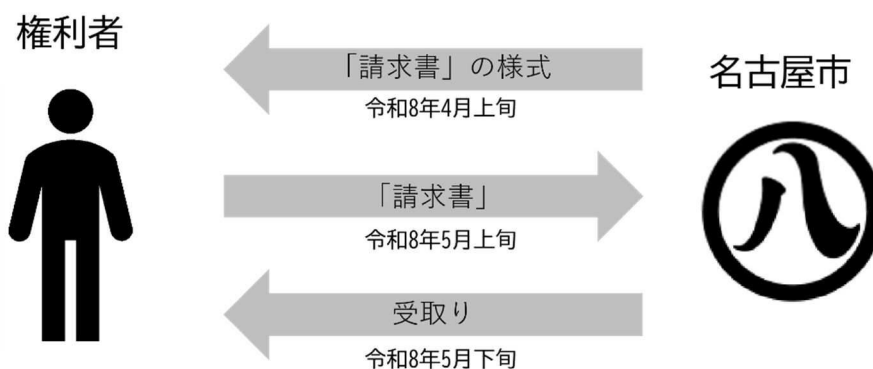 権利者
「請求書」の様式
令和8年4月上旬
名古屋市
八
「請求書」
令和8年5月上旬
受取り
令和8年5月下旬